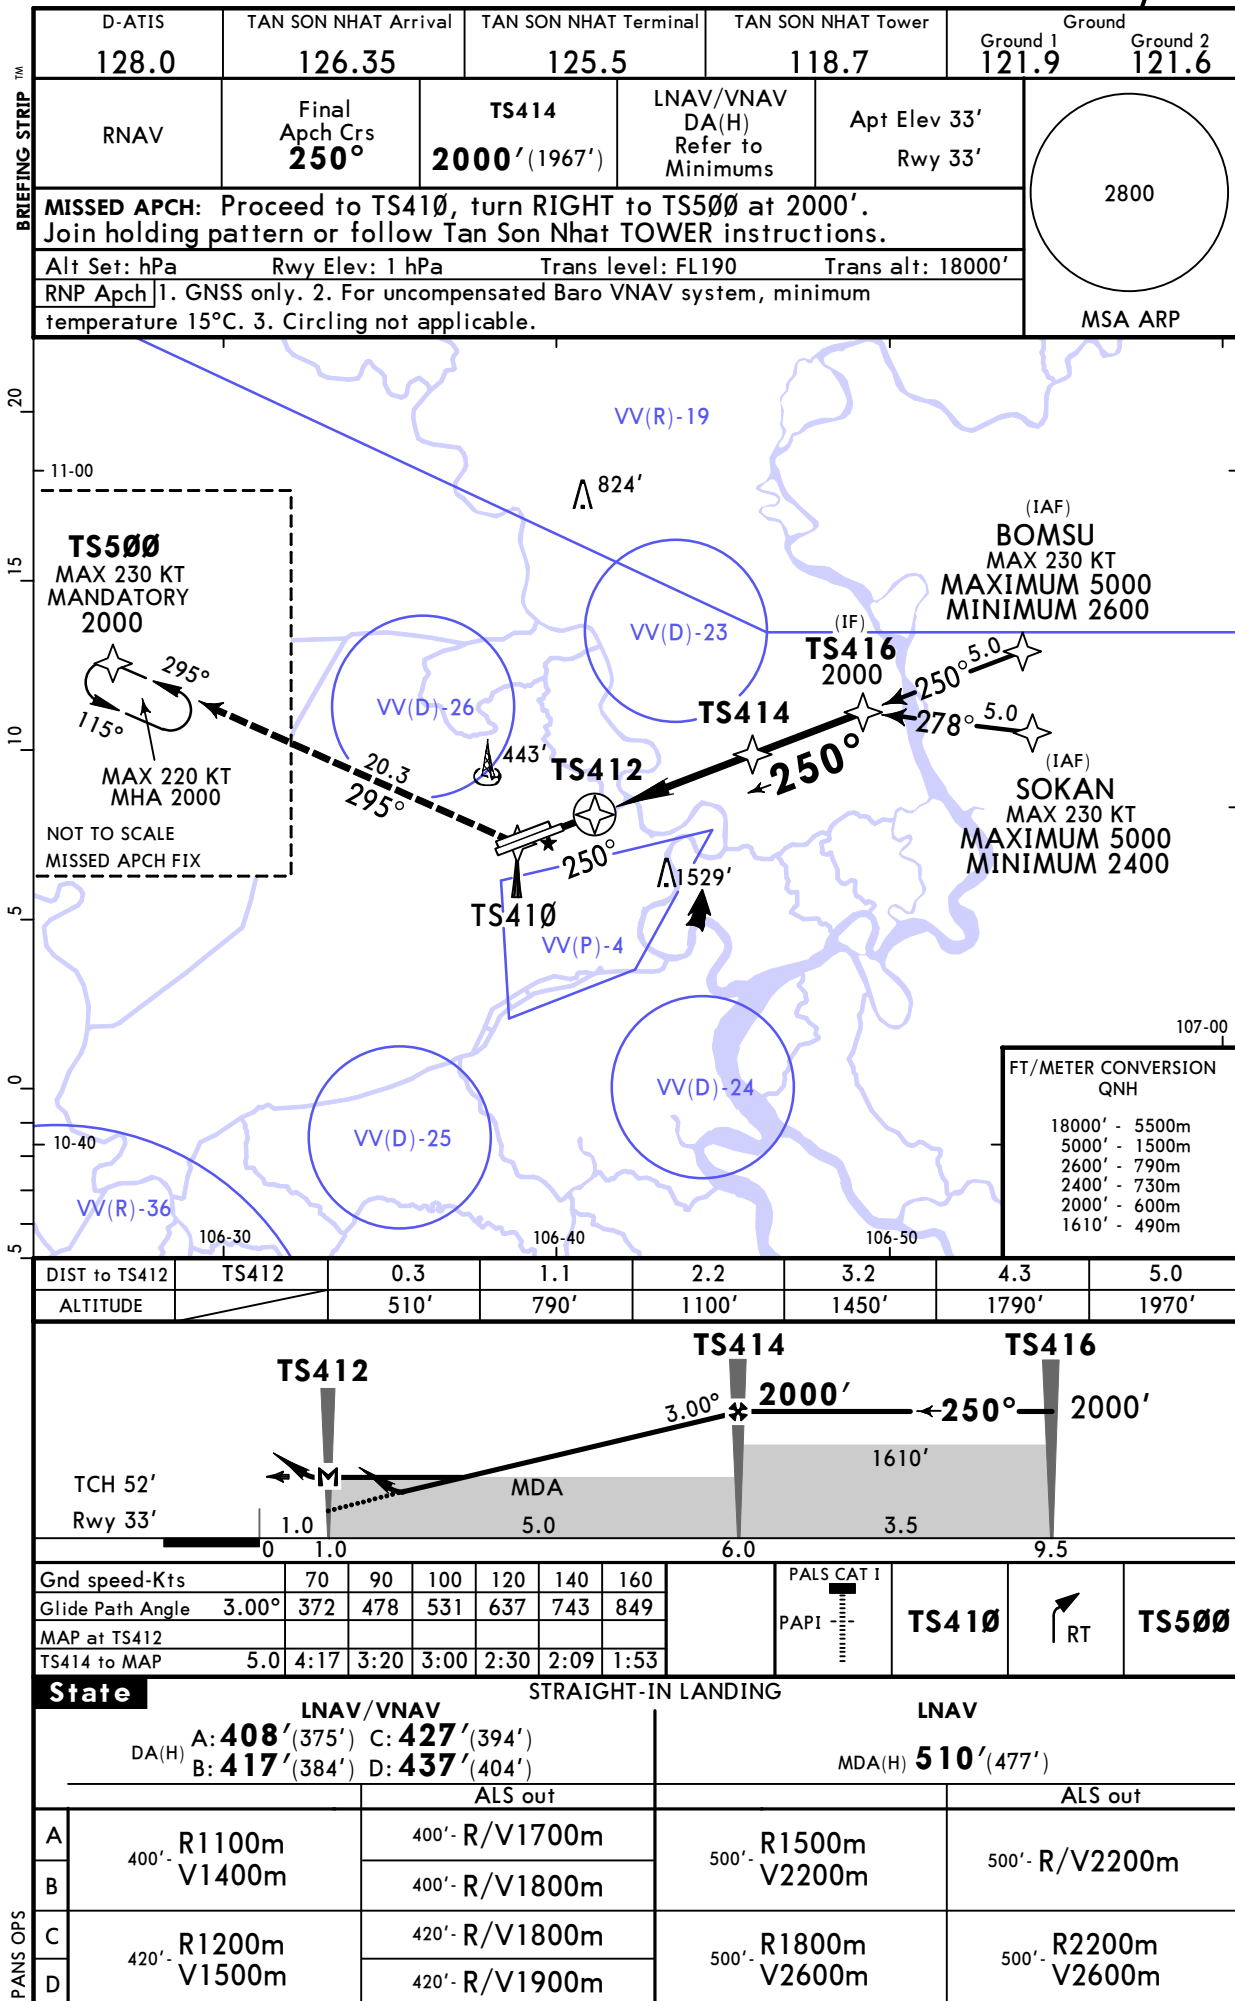 D-ATIS
128.0
TAN SON NHAT Arrival
126.35
TAN SON NHAT Terminal
125.5
TAN SON NHAT Tower
118.7
Ground
Ground 1
121.9
Ground 2
121.6
BRIEFING STRIP TM
RNAV
Final
Apch Crs
250°
TS414
2000' (1967')
LNAV/VNAV
DA(H)
Refer to
Minimums
Apt Elev 33'
Rwy 33'
2800
MSA ARP
MISSED APCH: Proceed to TS41Ø, turn RIGHT to TS5ØØ at 2000'.
Join holding pattern or follow Tan Son Nhat TOWER instructions.
Alt Set: hPa Rwy Elev: 1 hPa Trans level: FL190 Trans alt: 18000'
RNP Apch 1. GNSS only. 2. For uncompensated Baro VNAV system, minimum
temperature 15°C. 3. Circling not applicable.
20
15
10
5
0
5
11-00
VV(R)-19
824'
TS5ØØ
MAX 230 KT
MANDATORY
2000
295°
115°
MAX 220 KT
MHA 2000
NOT TO SCALE
MISSED APCH FIX
(IAF)
BOMSU
MAX 230 KT
MAXIMUM 5000
MINIMUM 2600
VV(D)-23
(IF)
TS416
2000
5.0
250°
278° 5.0
VV(D)-26
TS414
250°
443'
TS412
20.3
295°
(IAF)
SOKAN
MAX 230 KT
MAXIMUM 5000
MINIMUM 2400
250°
1529'
TS41Ø
VV(P)-4
107-00
VV(D)-24
VV(D)-25
10-40
VV(R)-36
106-30
106-40
106-50
FT/METER CONVERSION
QNH
18000' - 5500m
5000' - 1500m
2600' - 790m
2400' - 730m
2000' - 600m
1610' - 490m
DIST to TS412 TS412 0.3 1.1 2.2 3.2 4.3 5.0
ALTITUDE 510' 790' 1100' 1450' 1790' 1970'
TS412
TS414
TS416
3.00°
2000'
250°
2000'
1610'
M
MDA
TCH 52'
Rwy 33'
1.0 5.0 3.5
0 1.0 6.0 9.5
Gnd speed-Kts 70 90 100 120 140 160
Glide Path Angle 3.00° 372 478 531 637 743 849
MAP at TS412
TS414 to MAP 5.0 4:17 3:20 3:00 2:30 2:09 1:53
PALS CAT I
PAPI
TS41Ø
RT
TS5ØØ
State
STRAIGHT-IN LANDING
LNAV/VNAV
DA(H)
A: 408' (375') C: 427' (394')
B: 417' (384') D: 437' (404')
LNAV
MDA(H) 510' (477')
ALS out
ALS out
A
B
C
D
400'- R1100m
V1400m
400'- R/V1700m
400'- R/V1800m
500'- R1500m
V2200m
500'- R/V2200m
420'- R1200m
V1500m
420'- R/V1800m
420'- R/V1900m
500'- R1800m
V2600m
500'- R2200m
V2600m
PANS OPS